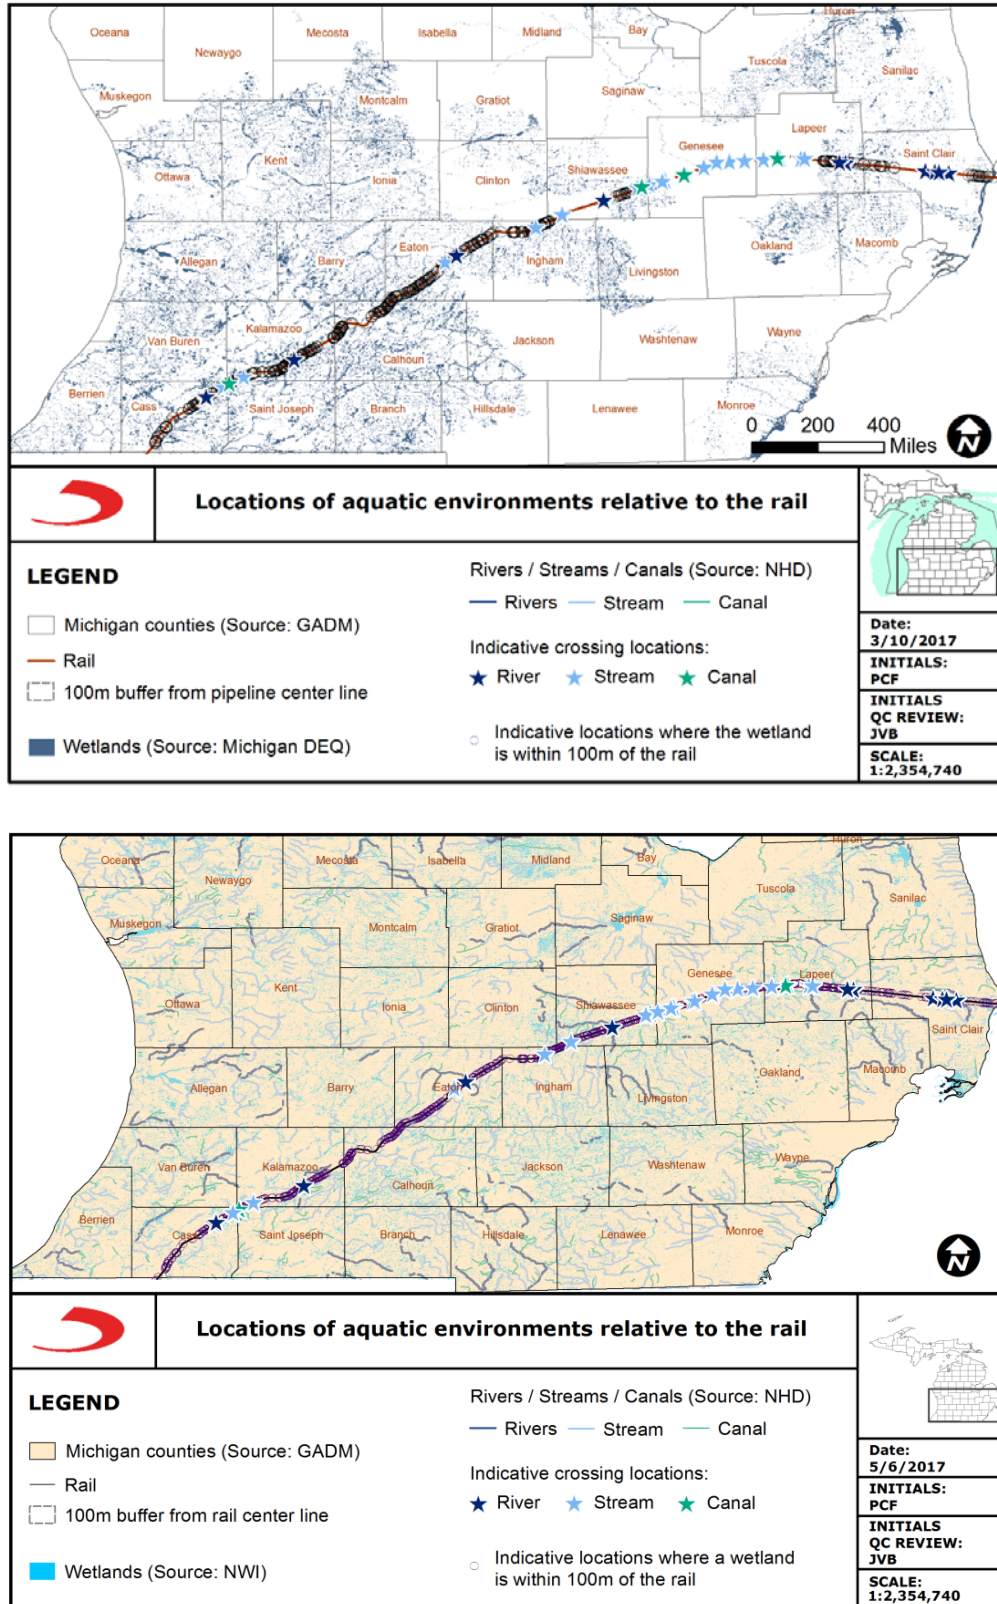 Oceana
Mecosta
Isabella
Midland
Bay
Huron
Newaygo
Tuscola
Sanilac
Muskegon
Montcalm
Gratiot
Saginaw
Lapeer
Ottawa
Kent
Ionia
Clinton
Shiawassee
Genesee
Saint Clair
Allegan
Barry
Eaton
Ingham
Livingston
Oakland
Macomb
Van Buren
Kalamazoo
Calhoun
Jackson
Washtenaw
Wayne
Berrien
Cass
Saint Joseph
Branch
Hillsdale
Lenawee
Monroe
0 200 400
Miles
N
Locations of aquatic environments relative to the rail
LEGEND
Michigan counties (Source: GADM)
Rail
100m buffer from pipeline center line
Wetlands (Source: Michigan DEQ)
Rivers / Streams / Canals (Source: NHD)
Rivers Stream Canal
Indicative crossing locations:
River Stream Canal
Indicative locations where the wetland
is within 100m of the rail
Date:
3/10/2017
INITIALS:
PCF
INITIALS
QC REVIEW:
JVB
SCALE:
1:2,354,740
Oceana
Mecosta
Isabella
Midland
Bay
Huron
Newaygo
Tuscola
Sanilac
Muskegon
Montcalm
Gratiot
Saginaw
Ottawa
Kent
Ionia
Clinton
Shiawassee
Genesee
Lapeer
Saint Clair
Allegan
Barry
Eaton
Ingham
Livingston
Oakland
Macomb
Van Buren
Kalamazoo
Calhoun
Jackson
Washtenaw
Wayne
Berrien
Cass
Saint Joseph
Branch
Hillsdale
Lenawee
Monroe
N
Locations of aquatic environments relative to the rail
LEGEND
Michigan counties (Source: GADM)
Rail
100m buffer from rail center line
Wetlands (Source: NWI)
Rivers / Streams / Canals (Source: NHD)
Rivers Stream Canal
Indicative crossing locations:
River Stream Canal
Indicative locations where a wetland
is within 100m of the rail
Date:
5/6/2017
INITIALS:
PCF
INITIALS
QC REVIEW:
JVB
SCALE:
1:2,354,740